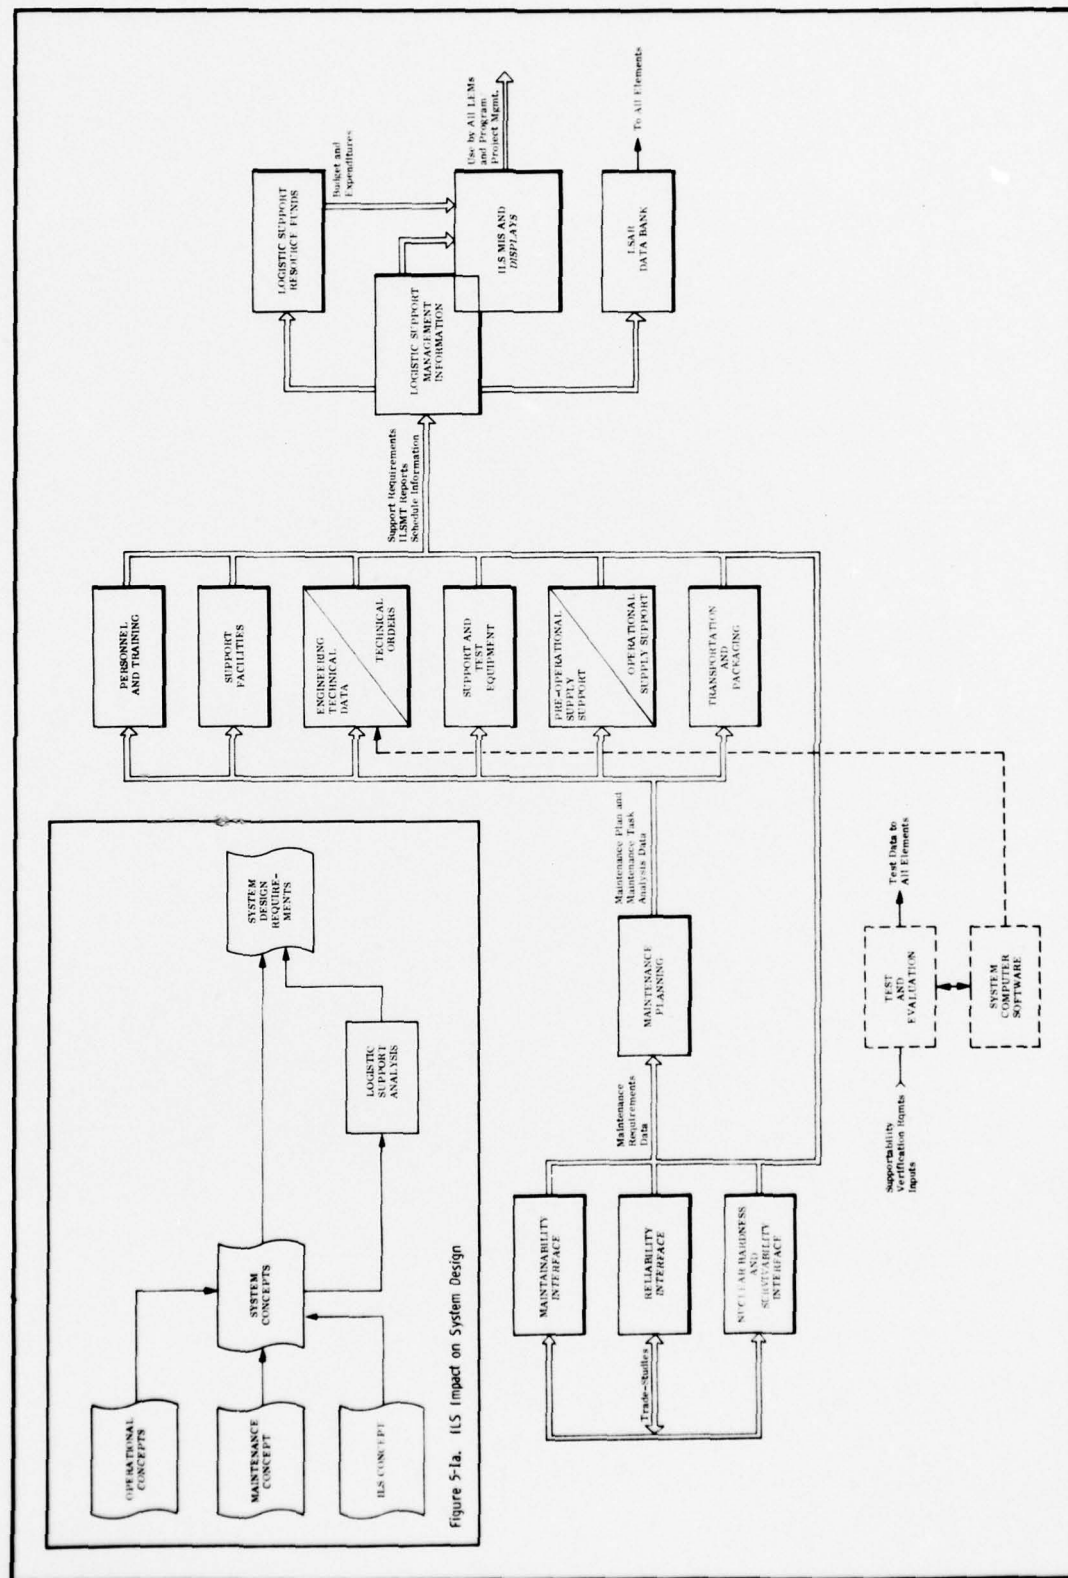 OPERATIONAL
CONCEPTS
MAINTENANCE
CONCEPT
ILS CONCEPT
SYSTEM
CONCEPTS
LOGISTIC
SUPPORT
ANALYSIS
SYSTEM
DESIGN
REQUIRE-
MENTS
Figure 5-1a. ILS Impact on System Design
Trade-Studies
MAINTAINABILITY
INTERFACE
RELIABILITY
INTERFACE
NUCLEAR HARDNESS
AND
SURVIVABILITY
INTERFACE
Maintenance
Requirements
Data
MAINTENANCE
PLANNING
Maintenance Plan and
Maintenance Task
Analysis Data
PERSONNEL
AND TRAINING
SUPPORT
FACILITIES
ENGINEERING
TECHNICAL
DATA
TECHNICAL
ORDERS
SUPPORT AND
TEST
EQUIPMENT
PRE-OPERATIONAL
SUPPLY
SUPPORT
OPERATIONAL
SUPPLY SUPPORT
TRANSPORTATION
AND
PACKAGING
Support Requirements
ILSMT Reports
Schedule Information
LOGISTIC SUPPORT
MANAGEMENT
INFORMATION
LOGISTIC SUPPORT
RESOURCE FUNDS
Budget and
Expenditures
ILS MIS AND
DISPLAYS
Use by All LEMs
and Program
Project Mgmt.
LSAR
DATA BANK
To All Elements
Supportability
Verification Rqmts
Inputs
TEST
AND
EVALUATION
Test Data to
All Elements
SYSTEM
COMPUTER
SOFTWARE